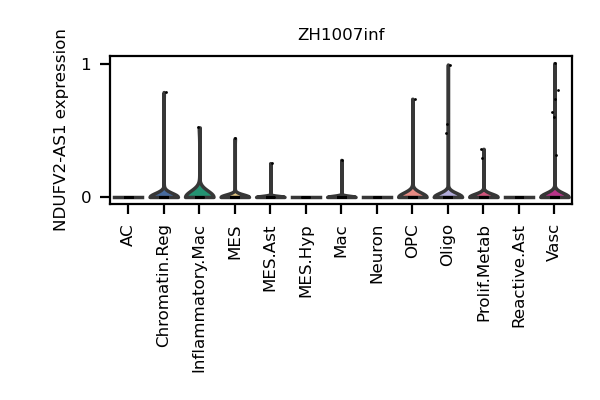 ZH1007inf
NDUFV2-AS1 expression
1
0
AC
Chromatin.Reg
Inflammatory.Mac
MES
MES.Ast
MES.Hyp
Mac
Neuron
OPC
Oligo
Prolif.Metab
Reactive.Ast
Vasc